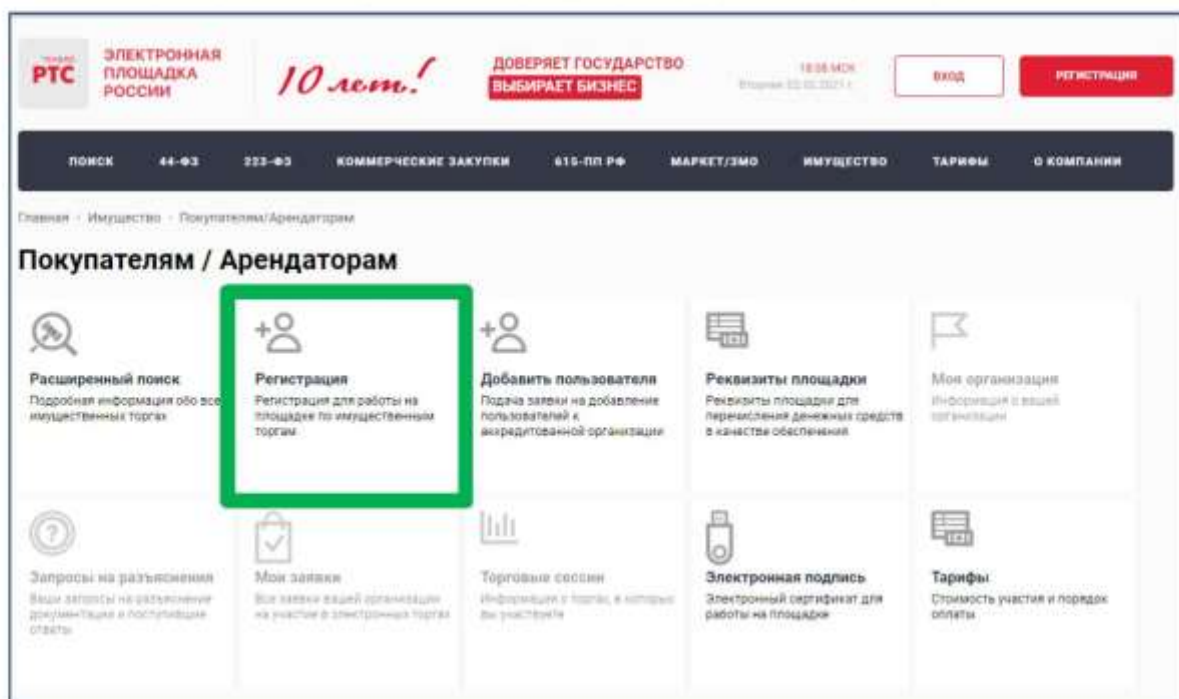 ТЕНДЕР
РТС
ЭЛЕКТРОННАЯ
ПЛОЩАДКА
РОССИИ
10 лет!
ДОВЕРЯЕТ ГОСУДАРСТВО
ВЫБИРАЕТ БИЗНЕС
МСК
Вторник
ВХОД
РЕГИСТРАЦИЯ
ПОИСК 44-ФЗ 223-ФЗ КОММЕРЧЕСКИЕ ЗАКУПКИ 615-ПП РФ МАРКЕТ/ЗМО ИМУЩЕСТВО ТАРИФЫ О КОМПАНИИ
Главная Имущество Покупателям/Арендаторам
Покупателям / Арендаторам
Расширенный поиск
Подробная информация обо все
имущественных торгах
Регистрация
Регистрация для работы на
площадке по имущественным
торгам
Добавить пользователя
Подача заявки на добавление
пользователей к
аккредитованной организации
Реквизиты площадки
Реквизиты площадки для
перечисления денежных средств
в качестве обеспечения
Моя организация
Информация о вашей
организации
Запросы на разъяснения
Ваши запросы на разъяснение
документации и поступившие
ответы
Мои заявки
Все заявки вашей организации
на участие в электронных торгах
Торговые сессии
Информация о торгах, в которых
вы участвуете
Электронная подпись
Электронный сертификат для
работы на площадке
Тарифы
Стоимость участия и порядок
оплаты